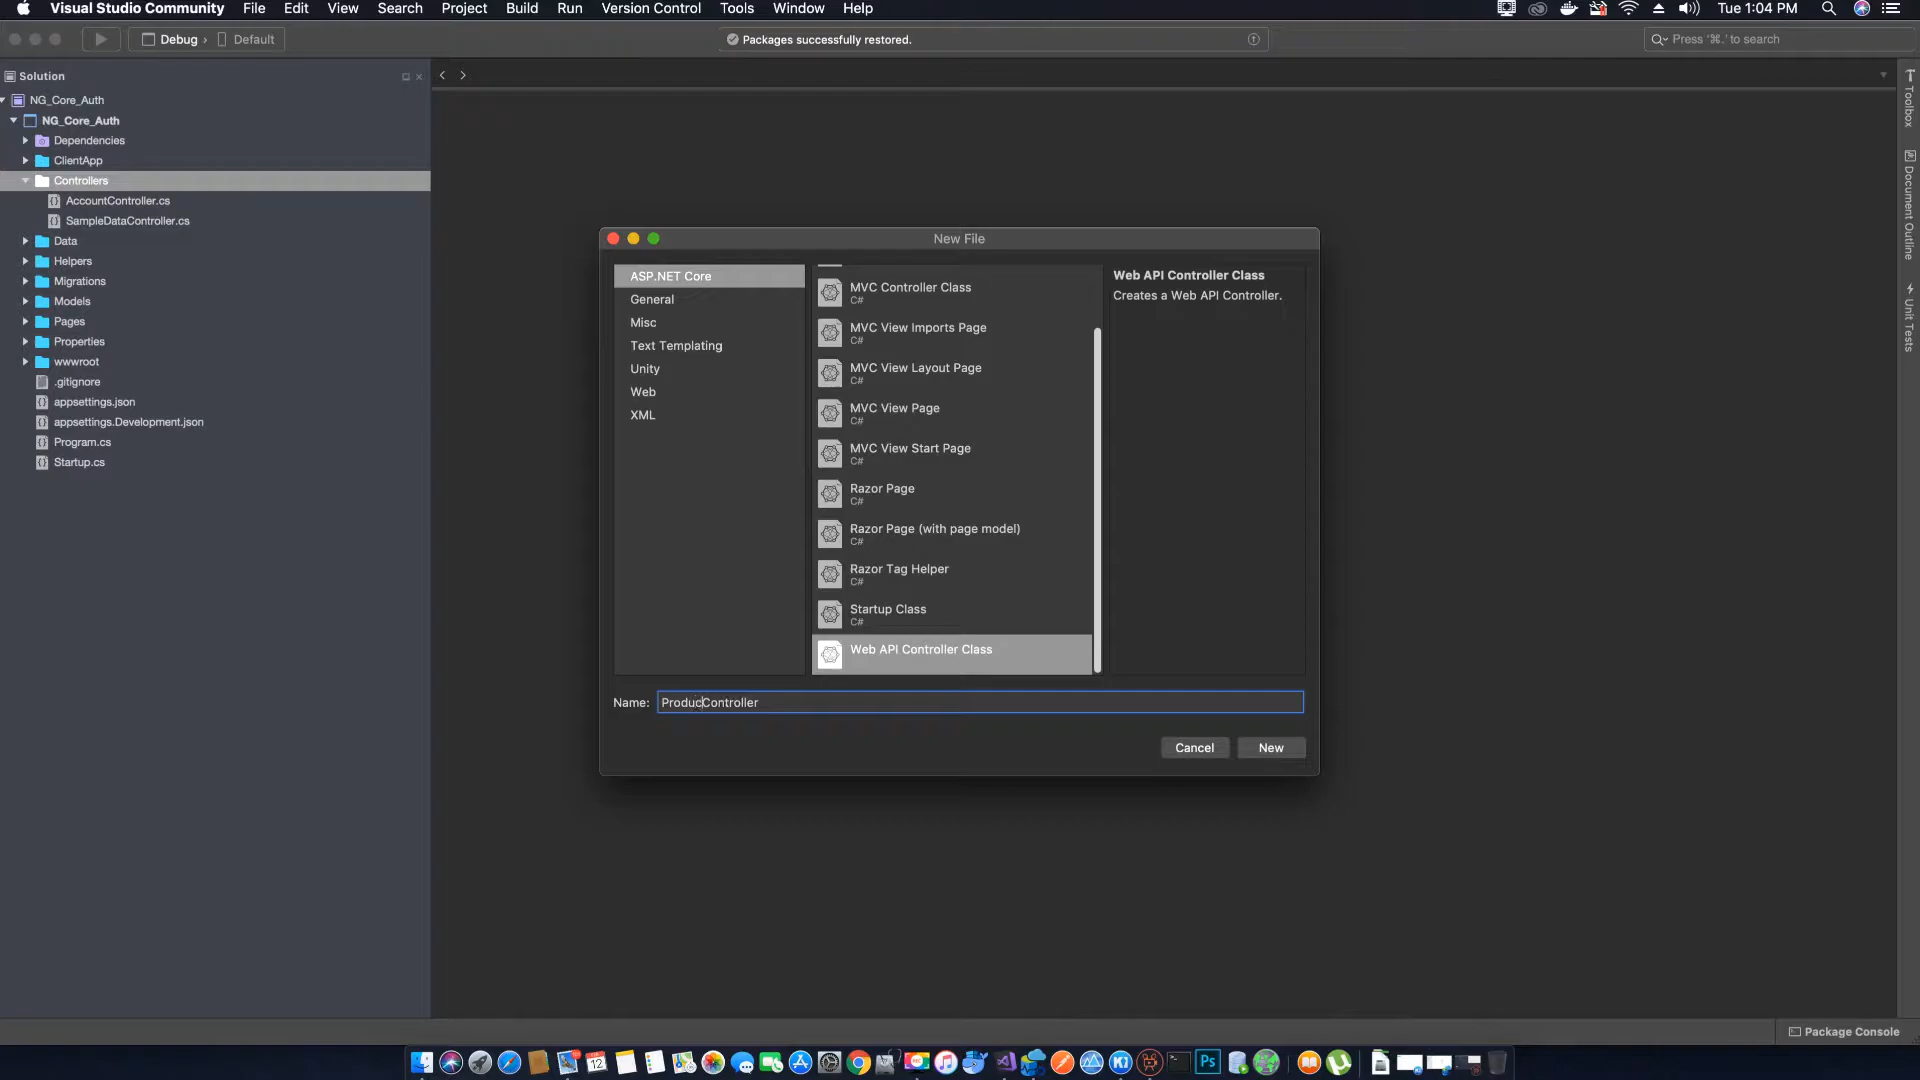 Visual Studio Community File Edit View Search Project Build Run Version Control Tools Window Help Tue 1:04 PM
Debug › Default
Packages successfully restored.
Press '⌘.' to search
Solution
NG_Core_Auth
NG_Core_Auth
Dependencies
ClientApp
Controllers
AccountController.cs
SampleDataController.cs
Data
Helpers
Migrations
Models
Pages
Properties
wwwroot
.gitignore
appsettings.json
appsettings.Development.json
Program.cs
Startup.cs
New File
ASP.NET Core
General
Misc
Text Templating
Unity
Web
XML
MVC Controller Class
C#
MVC View Imports Page
C#
MVC View Layout Page
C#
MVC View Page
C#
MVC View Start Page
C#
Razor Page
C#
Razor Page (with page model)
C#
Razor Tag Helper
C#
Startup Class
C#
Web API Controller Class
Web API Controller Class
Creates a Web API Controller.
Name: ProducController
Cancel New
Toolbox
Document Outline
Unit Tests
Package Console
Ps